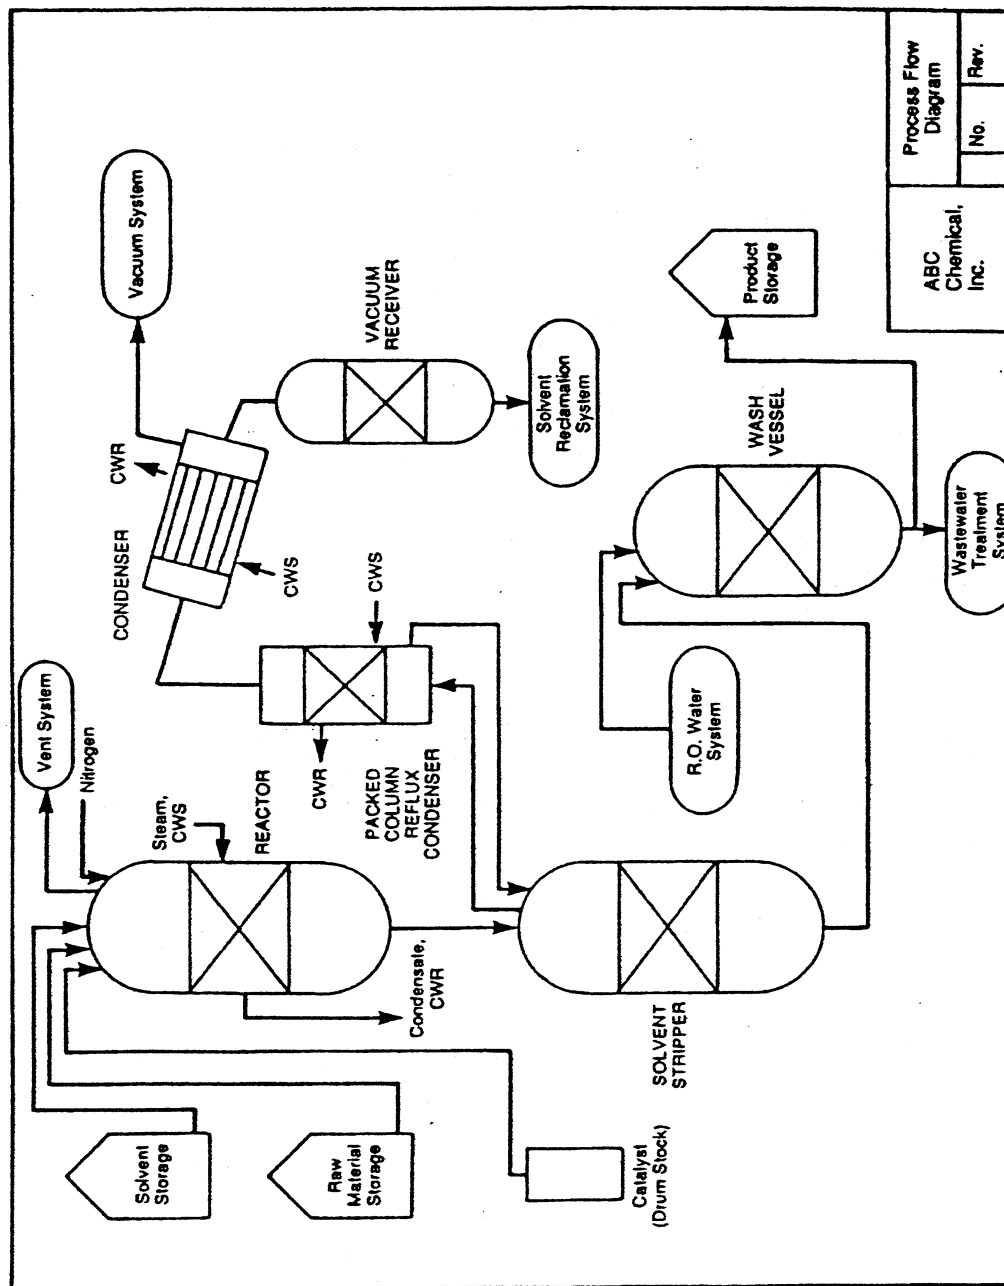 Solvent
Storage
Raw
Material
Storage
Catalyst
(Drum Stock)
Vent System
Nitrogen
Steam,
CWS
REACTOR
Condensate,
CWR
SOLVENT
STRIPPER
PACKED
COLUMN
REFLUX
CONDENSER
CWR
CWS
CONDENSER
CWS
CWR
Vacuum System
VACUUM
RECEIVER
Solvent
Reclamation
System
R.O. Water
System
WASH
VESSEL
Wastewater
Treatment
System
Product
Storage
ABC
Chemical,
Inc.
Process Flow
Diagram
No.
Rev.